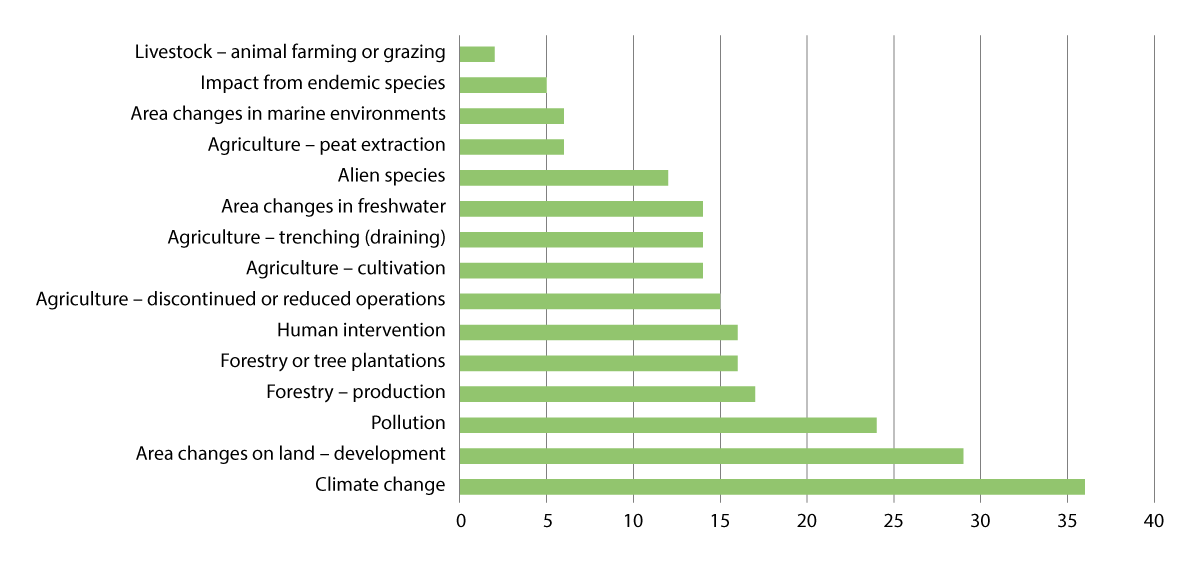 Livestock – animal farming or grazing
Impact from endemic species
Area changes in marine environments
Agriculture – peat extraction
Alien species
Area changes in freshwater
Agriculture – trenching (draining)
Agriculture – cultivation
Agriculture – discontinued or reduced operations
Human intervention
Forestry or tree plantations
Forestry – production
Pollution
Area changes on land – development
Climate change
0 5 10 15 20 25 30 35 40